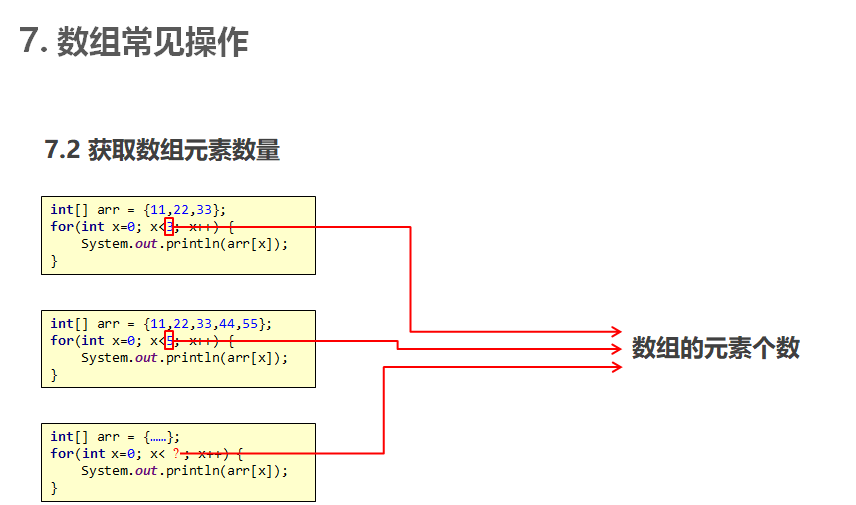 7. 数组常见操作
7.2 获取数组元素数量
int[] arr = {11,22,33};
for(int x=0; x<3; x++) {
System.out.println(arr[x]);
}
int[] arr = {11,22,33,44,55};
for(int x=0; x<5; x++) {
System.out.println(arr[x]);
}
数组的元素个数
int[] arr = {……};
for(int x=0; x< ?; x++) {
System.out.println(arr[x]);
}